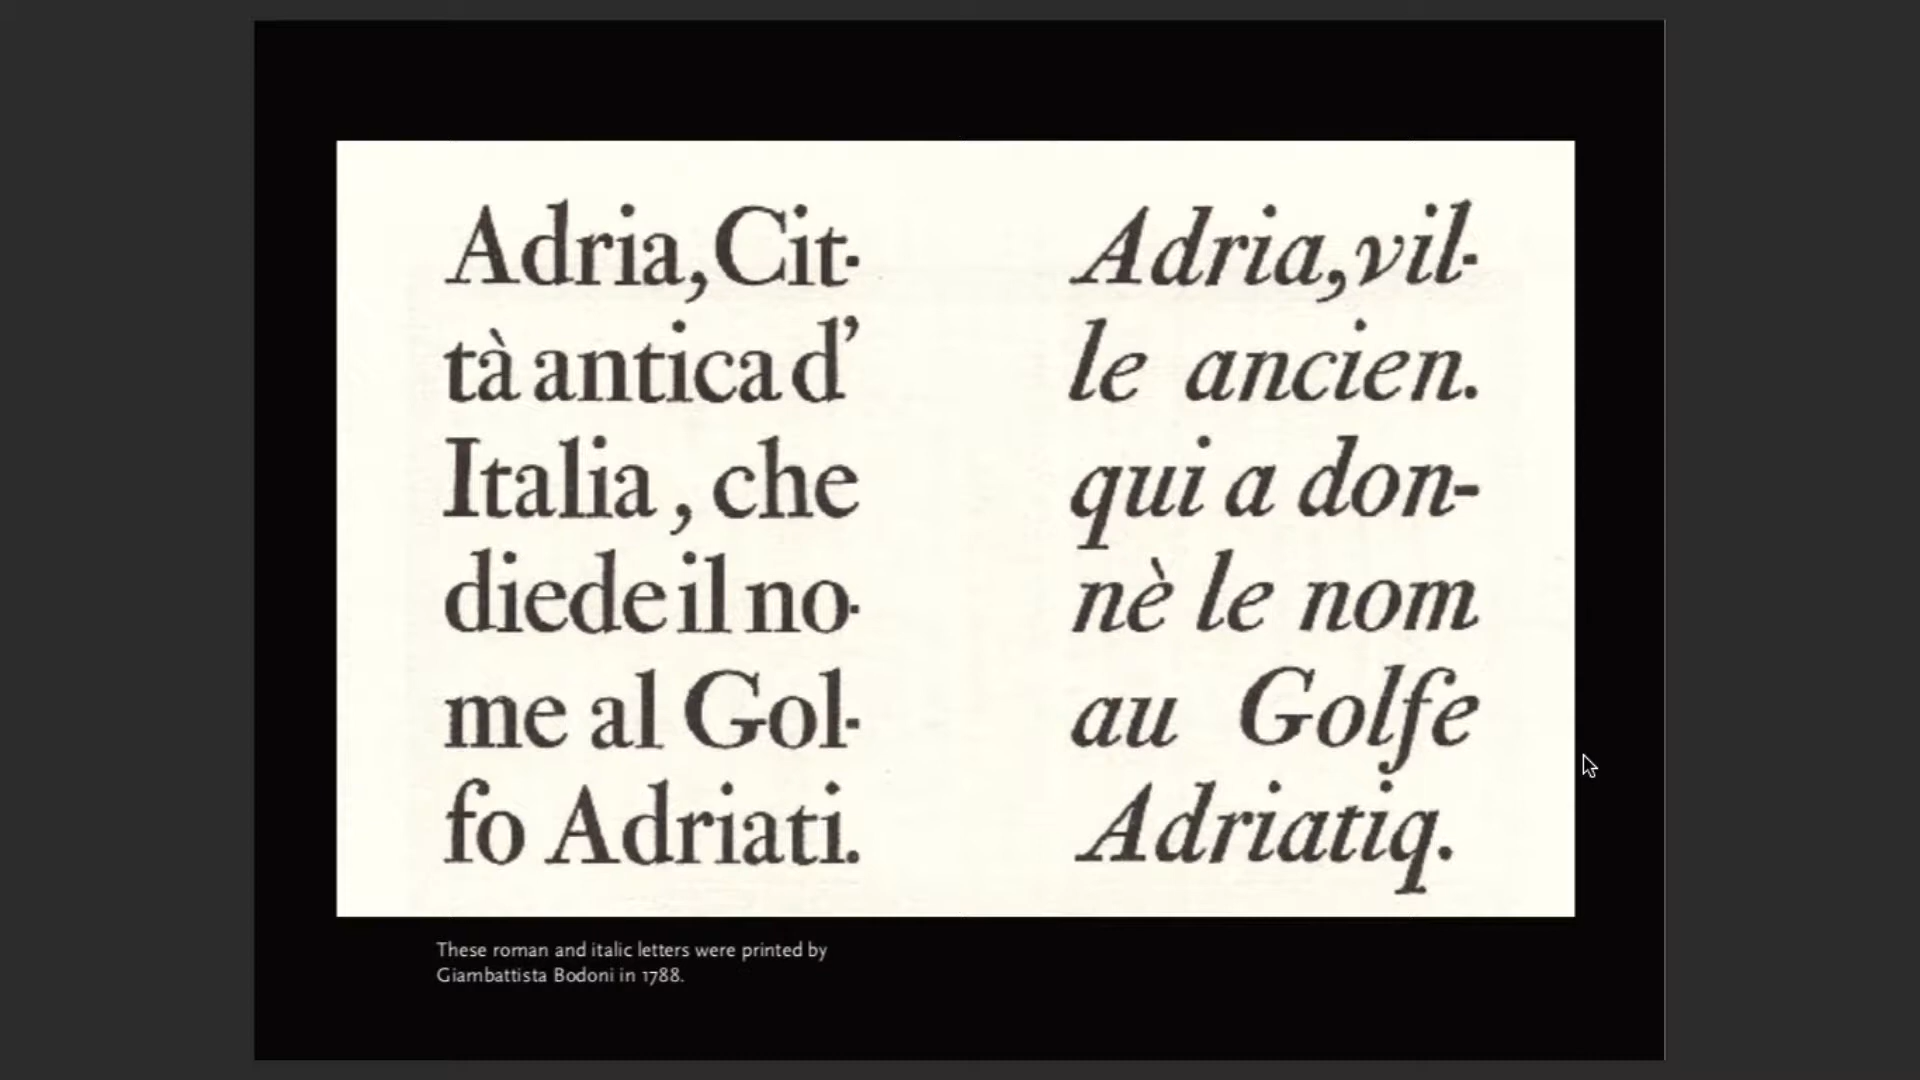 Adria, Cit-
tà antica d'
Italia , che
diede il no-
me al Gol-
fo Adriati.
Adria, vil-
le ancien.
qui a don-
nè le nom
au Golfe
Adriatiq.
These roman and italic letters were printed by
Giambattista Bodoni in 1788.